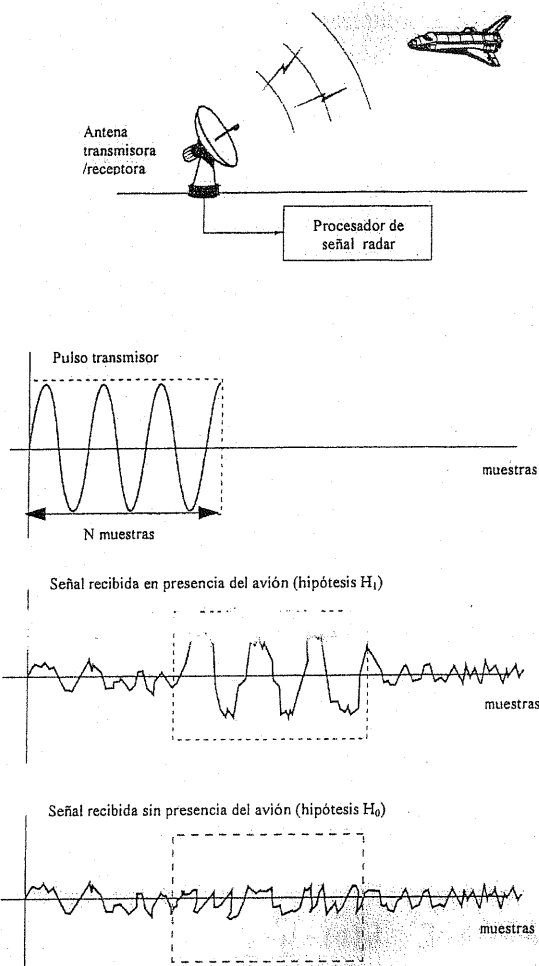 Antena
transmisora
/receptora
Procesador de
señal radar
Pulso transmisor
muestras
N muestras
Señal recibida en presencia del avión (hipótesis H₁)
muestras
Señal recibida sin presencia del avión (hipótesis H₀)
muestras